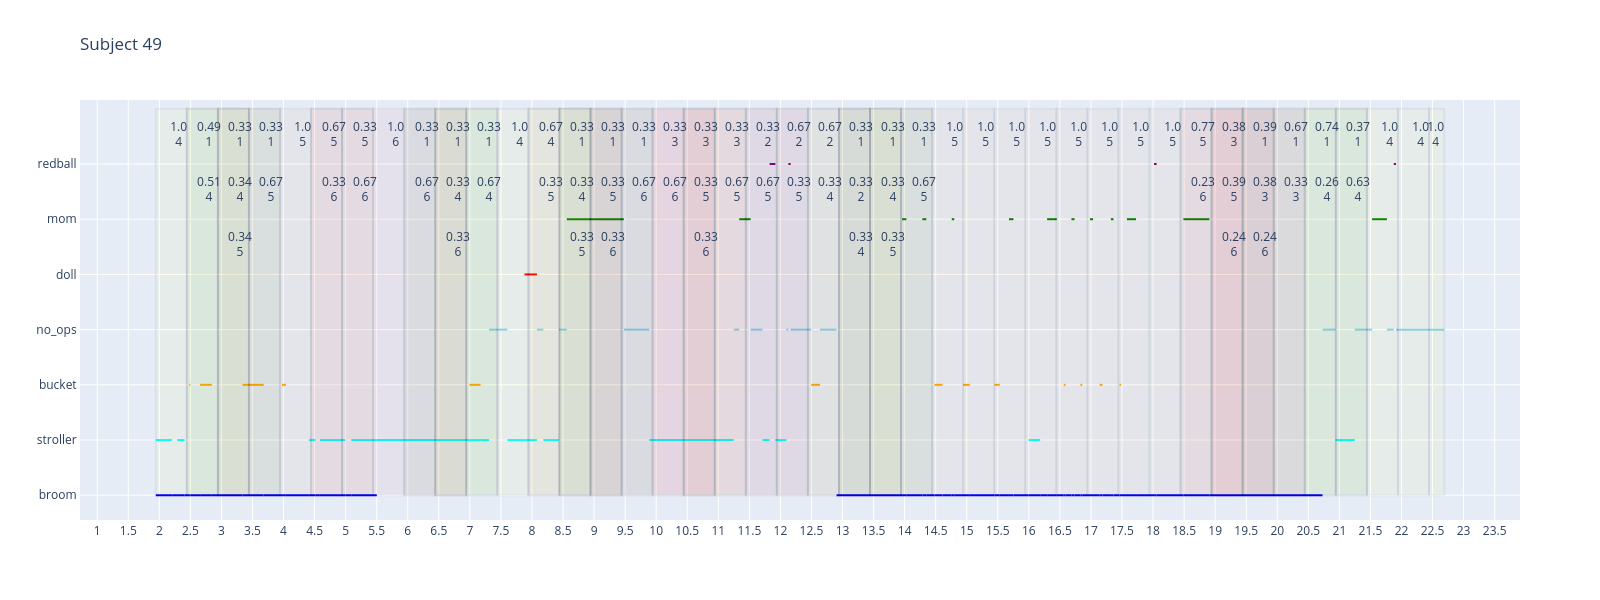 Subject 49
1.0 0.49 0.33 0.33 1.0 0.67 0.33 1.0 0.33 0.33 0.33 1.0 0.67 0.33 0.33 0.33 0.33 0.33 0.33 0.33 0.67 0.67 0.33 0.33 0.33 1.0 1.0 1.0 1.0 1.0 1.0 1.0 1.0 0.77 0.38 0.39 0.67 0.74 0.37 1.0 1.0 1.0
4 1 1 1 5 5 5 6 1 1 1 4 4 1 1 1 3 3 3 2 2 2 1 1 1 5 5 5 5 5 5 5 5 5 3 1 1 1 1 4 4 4
redball
0.51 0.34 0.67 0.33 0.67 0.67 0.33 0.67 0.33 0.33 0.33 0.67 0.67 0.33 0.67 0.67 0.33 0.33 0.33 0.33 0.67 0.23 0.39 0.38 0.33 0.26 0.63
4 4 5 6 6 6 4 4 5 4 5 6 6 5 5 5 5 4 2 4 5 6 5 3 3 4 4
mom
0.34 0.33 0.33 0.33 0.33 0.33 0.33 0.24 0.24
5 6 5 6 6 4 5 6 6
doll
no_ops
bucket
stroller
broom
1 1.5 2 2.5 3 3.5 4 4.5 5 5.5 6 6.5 7 7.5 8 8.5 9 9.5 10 10.5 11 11.5 12 12.5 13 13.5 14 14.5 15 15.5 16 16.5 17 17.5 18 18.5 19 19.5 20 20.5 21 21.5 22 22.5 23 23.5